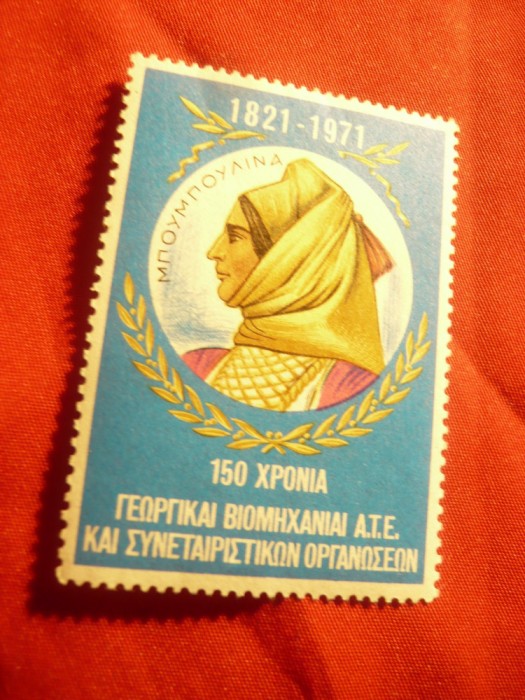 1821-1971
ΜΠΟΥΜΠΟΥΛΙΝΑ
150 ΧΡΟΝΙΑ
ΓΕΩΡΓΙΚΑΙ ΒΙΟΜΗΧΑΝΙΑΙ Α.Τ.Ε.
ΚΑΙ ΣΥΝΕΤΑΙΡΙΣΤΙΚΩΝ ΟΡΓΑΝΩΣΕΩΝ